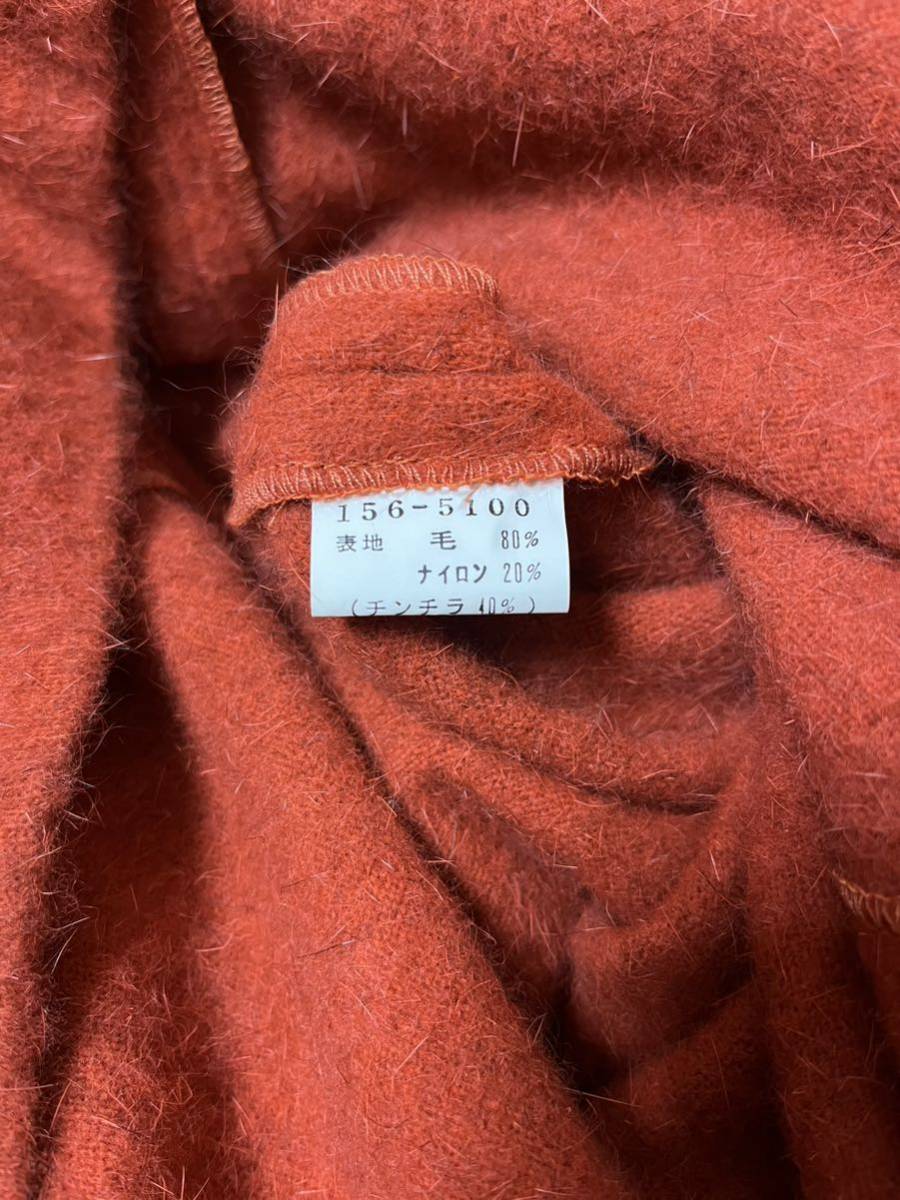 156-5100
表地 毛 80%
ナイロン 20%
(チンチラ 40%)